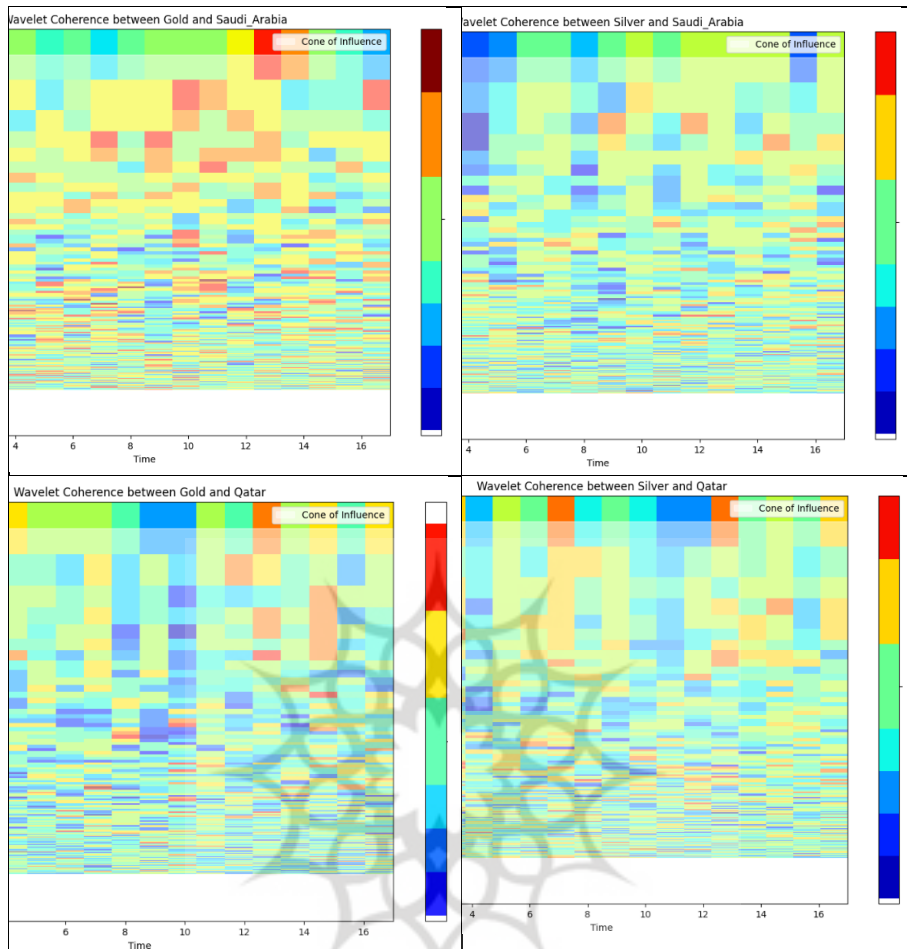 Wavelet Coherence between Gold and Saudi_Arabia
Cone of Influence
4 6 8 10 12 14 16
Time
Wavelet Coherence between Silver and Saudi_Arabia
Cone of Influence
4 6 8 10 12 14 16
Time
Wavelet Coherence between Gold and Qatar
Cone of Influence
6 8 10 12 14 16
Time
Wavelet Coherence between Silver and Qatar
Cone of Influence
4 6 8 10 12 14 16
Time